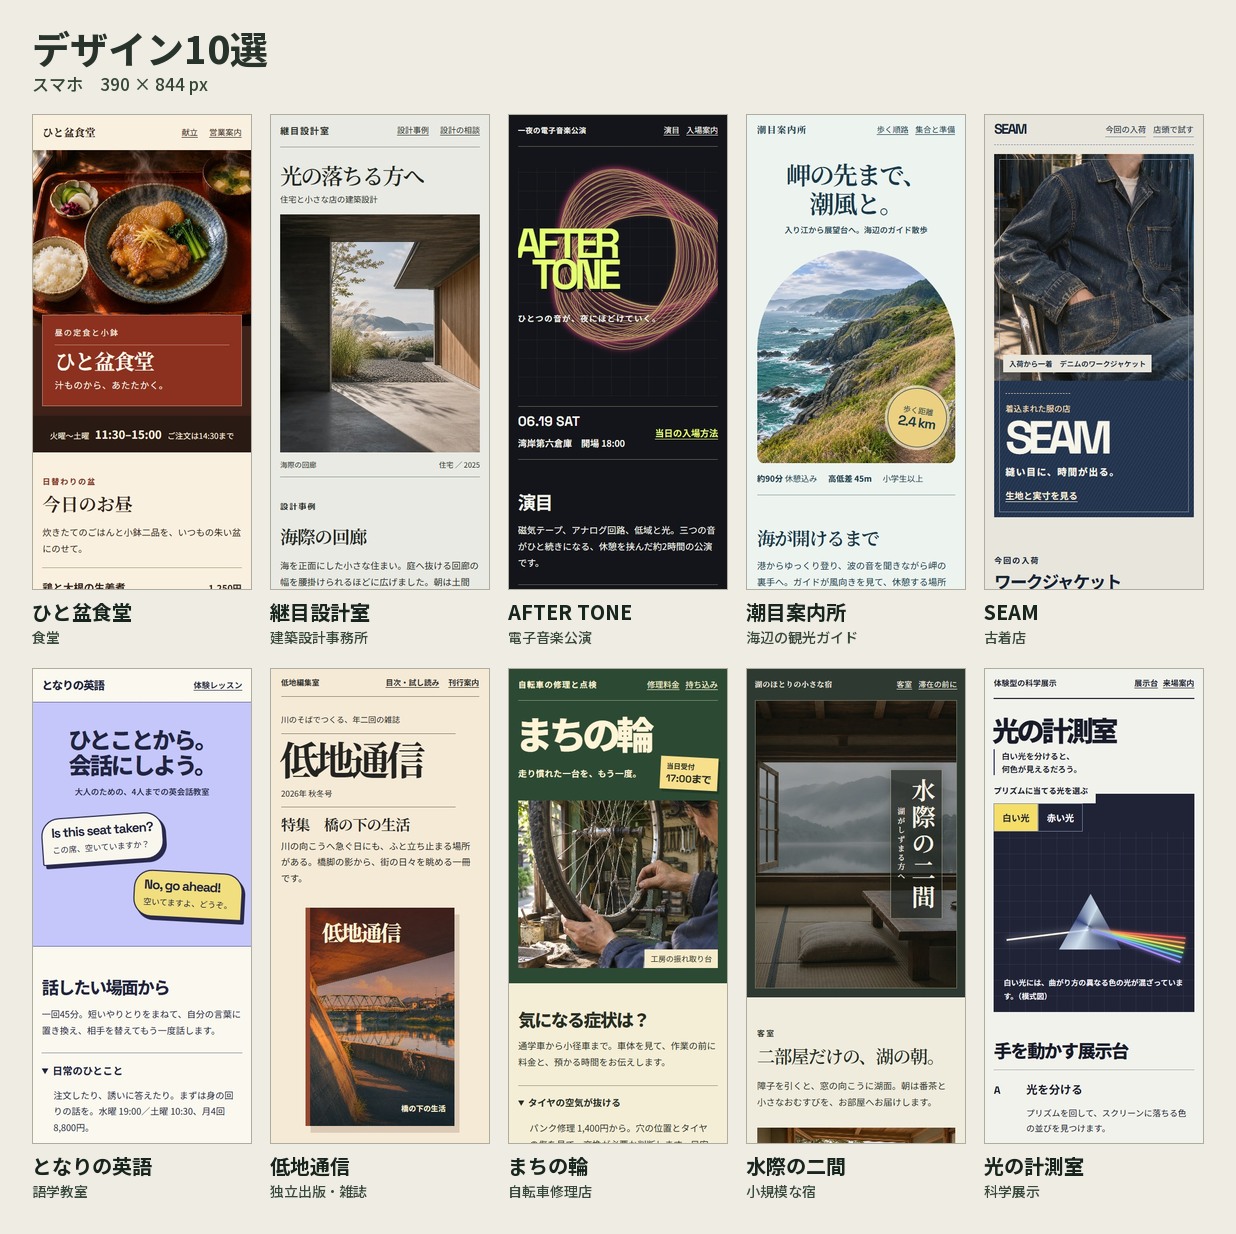 デザイン10選
スマホ　390 × 844 px
ひと盆食堂
献立　営業案内
昼の定食と小鉢
ひと盆食堂
汁ものから、あたたかく。
火曜〜土曜　11:30–15:00　ご注文は14:30まで
日替わりの盆
今日のお昼
炊きたてのごはんと小鉢二品を、いつもの朱い盆
にのせて。
鶏と大根の生姜煮　1,250円
ひと盆食堂
食堂
継目設計室
設計事例　設計の相談
光の落ちる方へ
住宅と小さな店の建築設計
海際の回廊　住宅／2025
設計事例
海際の回廊
海を正面にした小さな住まい。庭へ抜ける回廊の
幅を腰掛けられるほどに広げました。朝は土間
継目設計室
建築設計事務所
一夜の電子音楽公演
演目　入場案内
AFTER
TONE
ひとつの音が、夜にほどけていく。
06.19 SAT
湾岸第六倉庫　開場 18:00
当日の入場方法
演目
磁気テープ、アナログ回路、低域と光。三つの音
がひと続きになる、休憩を挟んだ約2時間の公演
です。
AFTER TONE
電子音楽公演
潮目案内所
歩く順路　集合と準備
岬の先まで、
潮風と。
入り江から展望台へ。海辺のガイド散歩
歩く距離
2.4 km
約90分 休憩込み　高低差 45m　小学生以上
海が開けるまで
港からゆっくり登り、波の音を聞きながら岬の
裏手へ。ガイドが風向きを見て、休憩する場所
潮目案内所
海辺の観光ガイド
SEAM
今回の入荷　店頭で試す
入荷から一着　デニムのワークジャケット
着込まれた服の店
SEAM
縫い目に、時間が出る。
生地と実寸を見る
今回の入荷
ワークジャケット
SEAM
古着店
となりの英語
体験レッスン
ひとことから。
会話にしよう。
大人のための、4人までの英会話教室
Is this seat taken?
この席、空いていますか？
No, go ahead!
空いてますよ、どうぞ。
話したい場面から
一回45分。短いやりとりをまねて、自分の言葉に
置き換え、相手を替えてもう一度話します。
▼ 日常のひとこと
注文したり、誘いに答えたり。まずは身の回
りの話を。水曜 19:00／土曜 10:30、月4回
8,800円。
となりの英語
語学教室
低地編集室
目次・試し読み　刊行案内
川のそばでつくる、年二回の雑誌
低地通信
2026年 秋冬号
特集　橋の下の生活
川の向こうへ急ぐ日にも、ふと立ち止まる場所
がある。橋脚の影から、街の日々を眺める一冊
です。
低地通信
橋の下の生活
低地通信
独立出版・雑誌
自転車の修理と点検
修理料金　持ち込み
まちの輪
走り慣れた一台を、もう一度。
当日受付
17:00まで
工房の振れ取り台
気になる症状は？
通学車から小径車まで。車体を見て、作業の前に
料金と、預かる時間をお伝えします。
▼ タイヤの空気が抜ける
パンク修理 1,400円から。穴の位置とタイヤ
まちの輪
自転車修理店
湖のほとりの小さな宿
客室　滞在の前に
水際の二間
湖がしずまる方へ
客室
二部屋だけの、湖の朝。
障子を引くと、窓の向こうに湖面。朝は番茶と
小さなおむすびを、お部屋へお届けします。
水際の二間
小規模な宿
体験型の科学展示
展示台　来場案内
光の計測室
白い光を分けると、
何色が見えるだろう。
プリズムに当てる光を選ぶ
白い光　赤い光
白い光には、曲がり方の異なる色の光が混ざっていま
す。（模式図）
手を動かす展示台
A　光を分ける
プリズムを回して、スクリーンに落ちる色
の並びを見つけます。
光の計測室
科学展示